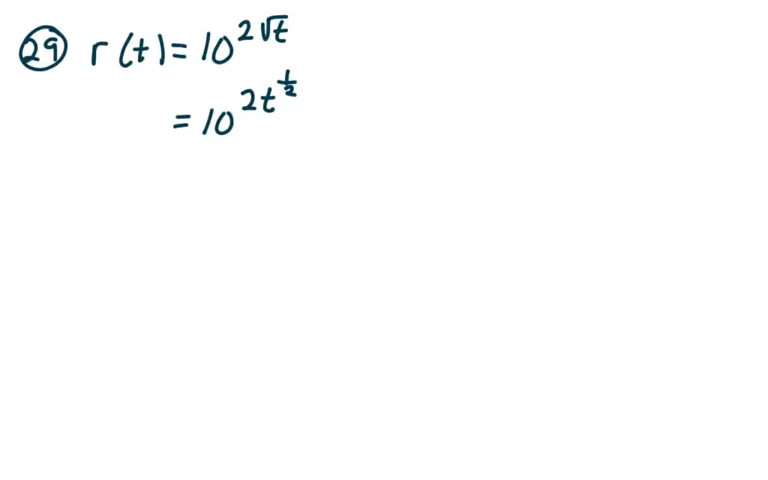 ㉙ r(t) = 10^{2√t}
= 10^{2t^{1/2}}